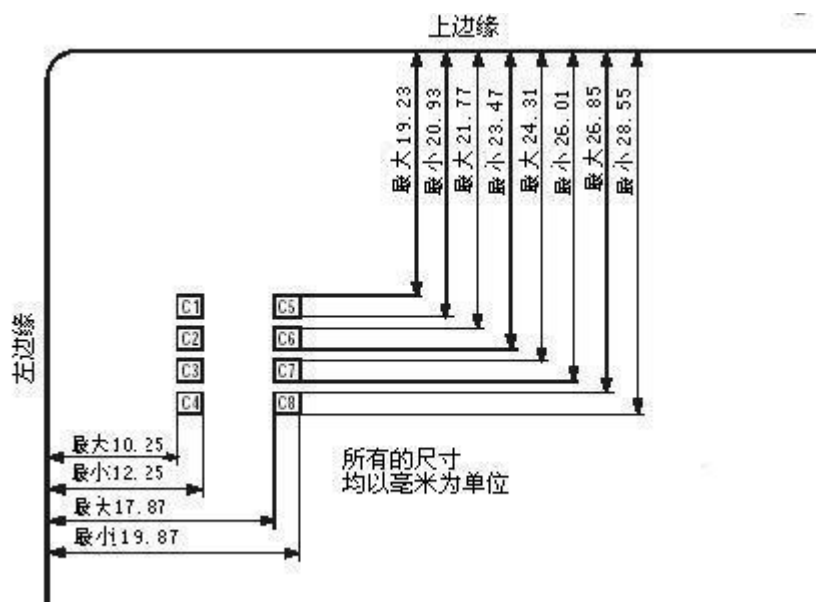 上边缘
最大19.23
最小20.93
最大21.77
最小23.47
最大24.31
最小26.01
最大26.85
最小28.55
左边缘
C1 C5
C2 C6
C3 C7
C4 C8
最大10.25
最小12.25
最大17.87
最小19.87
所有的尺寸
均以毫米为单位